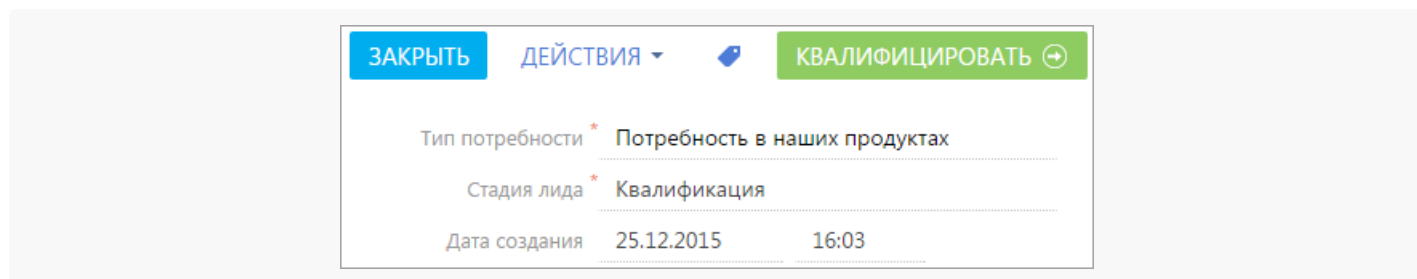 ЗАКРЫТЬ ДЕЙСТВИЯ КВАЛИФИЦИРОВАТЬ
Тип потребности * Потребность в наших продуктах
Стадия лида * Квалификация
Дата создания 25.12.2015 16:03